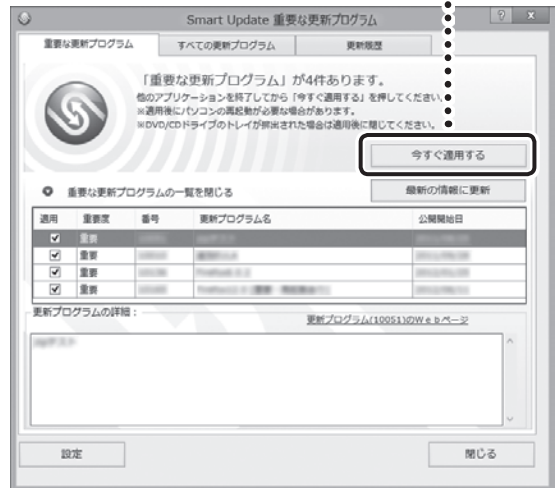 Smart Update 重要な更新プログラム
? x
重要な更新プログラム
すべての更新プログラム
更新履歴
「重要な更新プログラム」が4件あります。
他のアプリケーションを終了してから「今すぐ適用する」を押してください。
※適用後にパソコンの再起動が必要な場合があります。
※DVD/CDドライブのトレイが排出された場合は適用後に閉じてください。
今すぐ適用する
重要な更新プログラムの一覧を閉じる
最新の情報に更新
適用 重要度 番号 更新プログラム名 公開開始日
重要
重要
重要
重要
更新プログラムの詳細:
更新プログラム(10051)のWebページ
設定
閉じる